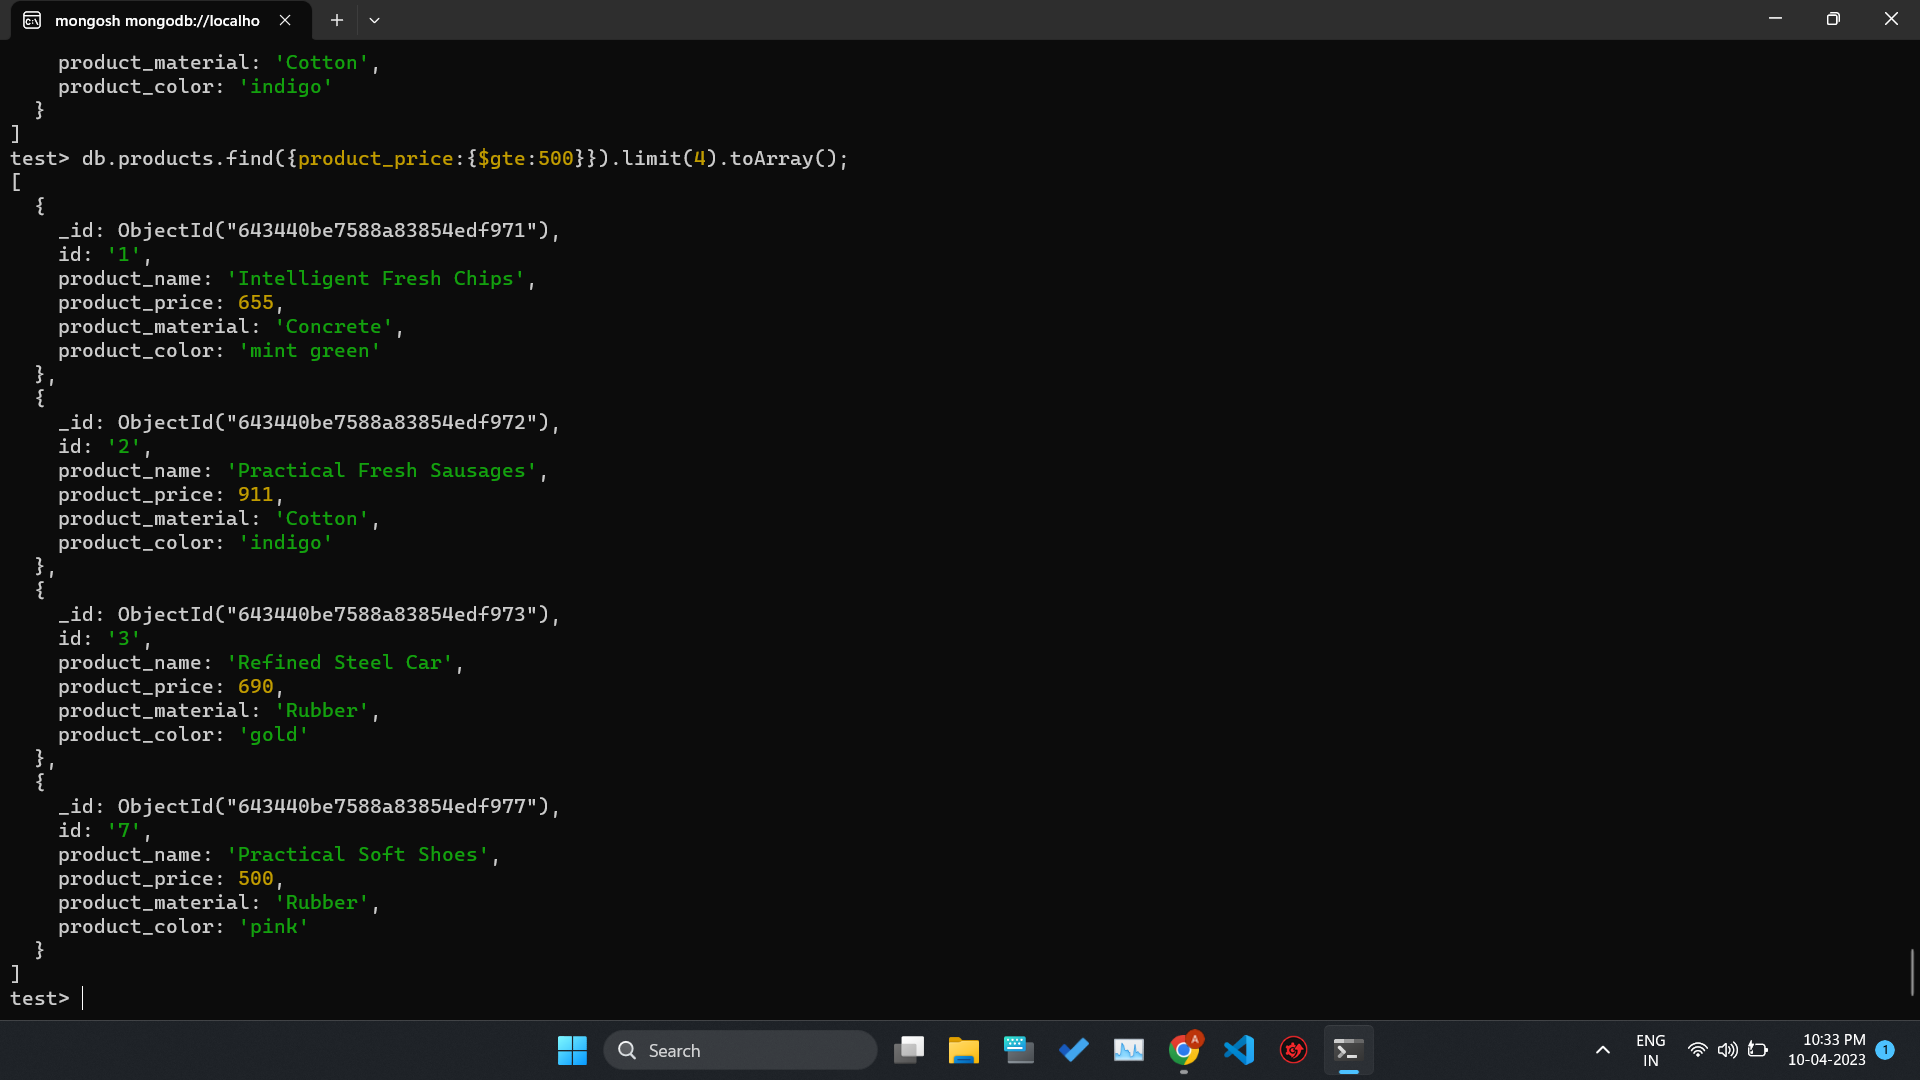 mongosh mongodb://localho
product_material: 'Cotton',
product_color: 'indigo'
}
]
test> db.products.find({product_price:{$gte:500}}).limit(4).toArray();
[
{
_id: ObjectId("643440be7588a83854edf971"),
id: '1',
product_name: 'Intelligent Fresh Chips',
product_price: 655,
product_material: 'Concrete',
product_color: 'mint green'
},
{
_id: ObjectId("643440be7588a83854edf972"),
id: '2',
product_name: 'Practical Fresh Sausages',
product_price: 911,
product_material: 'Cotton',
product_color: 'indigo'
},
{
_id: ObjectId("643440be7588a83854edf973"),
id: '3',
product_name: 'Refined Steel Car',
product_price: 690,
product_material: 'Rubber',
product_color: 'gold'
},
{
_id: ObjectId("643440be7588a83854edf977"),
id: '7',
product_name: 'Practical Soft Shoes',
product_price: 500,
product_material: 'Rubber',
product_color: 'pink'
}
]
test>
Search
A
ENG
IN
10:33 PM
10-04-2023
1